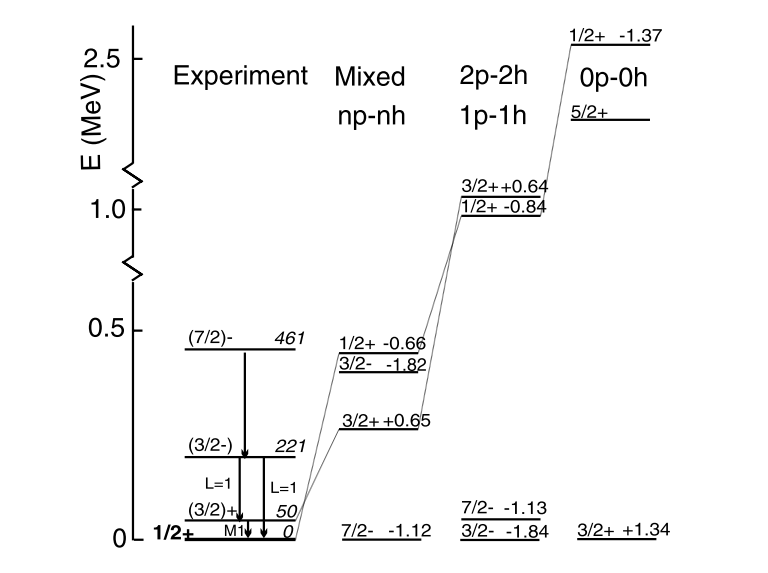 1/2+ -1.37
2.5
Experiment Mixed 2p-2h 0p-0h
np-nh 1p-1h 5/2+
E (MeV)
3/2+ +0.64
1.0 1/2+ -0.84
0.5
(7/2)- 461 1/2+ -0.66
3/2- -1.82
3/2+ +0.65
(3/2-) 221
L=1 L=1
(3/2)+ 50 7/2- -1.13
0 1/2+ M1 0 7/2- -1.12 3/2- -1.84 3/2+ +1.34